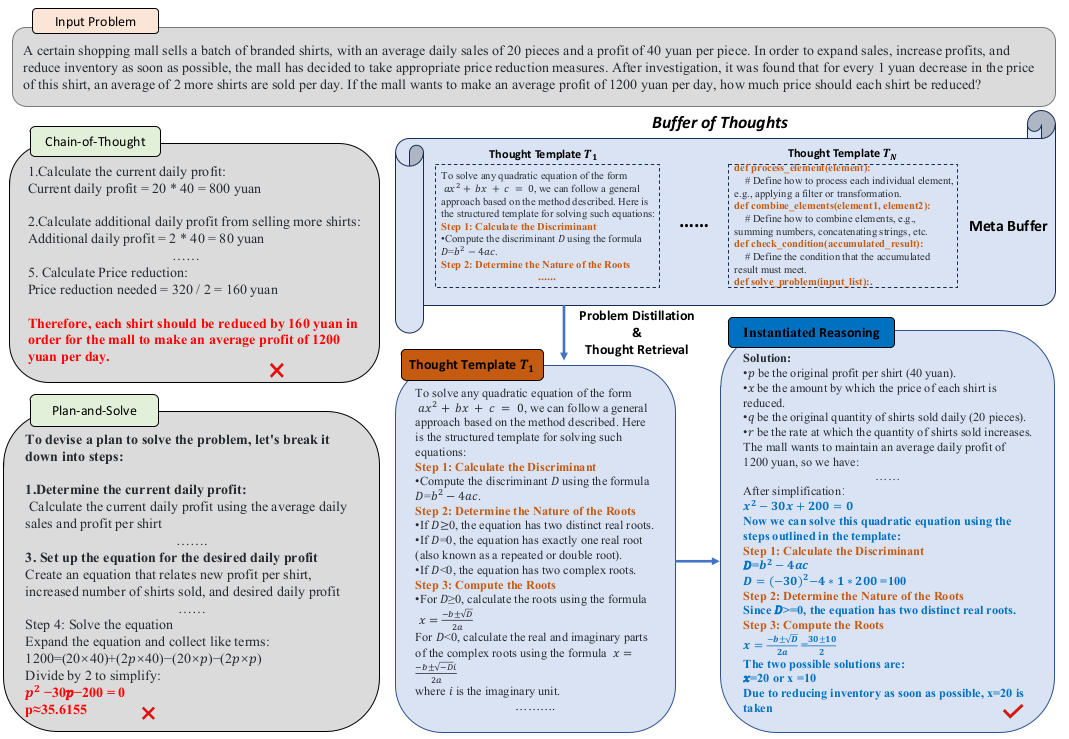 Input Problem
A certain shopping mall sells a batch of branded shirts, with an average daily sales of 20 pieces and a profit of 40 yuan per piece. In order to expand sales, increase profits, and
reduce inventory as soon as possible, the mall has decided to take appropriate price reduction measures. After investigation, it was found that for every 1 yuan decrease in the price
of this shirt, an average of 2 more shirts are sold per day. If the mall wants to make an average profit of 1200 yuan per day, how much price should each shirt be reduced?
Chain-of-Thought
1.Calculate the current daily profit:
Current daily profit = 20 * 40 = 800 yuan
2.Calculate additional daily profit from selling more shirts:
Additional daily profit = 2 * 40 = 80 yuan
……
5. Calculate Price reduction:
Price reduction needed = 320 / 2 = 160 yuan
Therefore, each shirt should be reduced by 160 yuan in
order for the mall to make an average profit of 1200
yuan per day.
Plan-and-Solve
To devise a plan to solve the problem, let's break it
down into steps:
1.Determine the current daily profit:
Calculate the current daily profit using the average daily
sales and profit per shirt
…….
3. Set up the equation for the desired daily profit
Create an equation that relates new profit per shirt,
increased number of shirts sold, and desired daily profit
……
Step 4: Solve the equation
Expand the equation and collect like terms:
1200=(20×40)+(2p×40)−(20×p)−(2p×p)
Divide by 2 to simplify:
p² −30p−200 = 0
p≈35.6155
Buffer of Thoughts
Thought Template T₁
To solve any quadratic equation of the form
ax² + bx + c = 0, we can follow a general
approach based on the method described. Here is
the structured template for solving such equations:
Step 1: Calculate the Discriminant
•Compute the discriminant D using the formula
D=b² − 4ac.
Step 2: Determine the Nature of the Roots
……
……
Thought Template T_N
def process_element(element):
# Define how to process each individual element,
e.g., applying a filter or transformation.
def combine_elements(element1, element2):
# Define how to combine elements, e.g.,
summing numbers, concatenating strings, etc.
def check_condition(accumulated_result):
# Define the condition that the accumulated
result must meet.
def solve_problem(input_list):.
Meta Buffer
Problem Distillation
&
Thought Retrieval
Thought Template T₁
To solve any quadratic equation of the form
ax² + bx + c = 0, we can follow a general
approach based on the method described. Here
is the structured template for solving such
equations:
Step 1: Calculate the Discriminant
•Compute the discriminant D using the formula
D=b² − 4ac.
Step 2: Determine the Nature of the Roots
•If D≥0, the equation has two distinct real roots.
•If D=0, the equation has exactly one real root
(also known as a repeated or double root).
•If D<0, the equation has two complex roots.
Step 3: Compute the Roots
•For D≥0, calculate the roots using the formula
x = (−b±√D)/2a
For D<0, calculate the real and imaginary parts
of the complex roots using the formula x =
(−b±√−Di)/2a
where i is the imaginary unit.
……….
Instantiated Reasoning
Solution:
•p be the original profit per shirt (40 yuan).
•x be the amount by which the price of each shirt is
reduced.
•q be the original quantity of shirts sold daily (20 pieces).
•r be the rate at which the quantity of shirts sold increases.
The mall wants to maintain an average daily profit of
1200 yuan, so we have:
……
After simplification:
x² − 30x + 200 = 0
Now we can solve this quadratic equation using the
steps outlined in the template:
Step 1: Calculate the Discriminant
D=b² − 4ac
D = (−30)²−4 * 1 * 200 =100
Step 2: Determine the Nature of the Roots
Since D>=0, the equation has two distinct real roots.
Step 3: Compute the Roots
x = (−b±√D)/2a = (30±10)/2
The two possible solutions are:
x=20 or x =10
Due to reducing inventory as soon as possible, x=20 is
taken